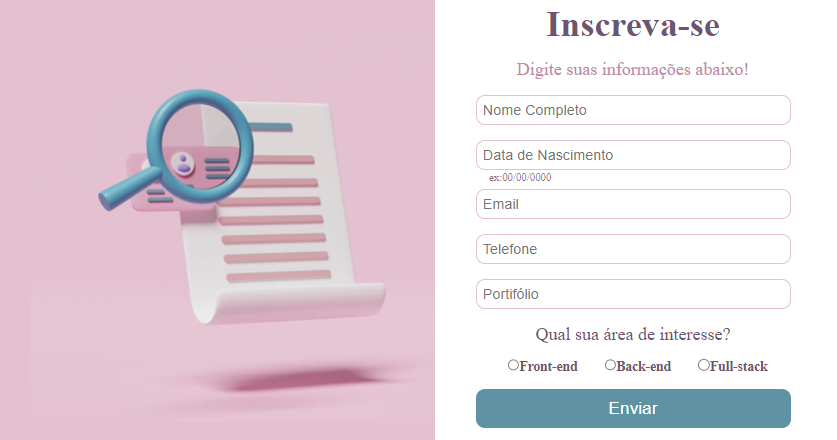 Inscreva-se
Digite suas informações abaixo!
Nome Completo
Data de Nascimento
ex:00/00/0000
Email
Telefone
Portifólio
Qual sua área de interesse?
Front-end Back-end Full-stack
Enviar